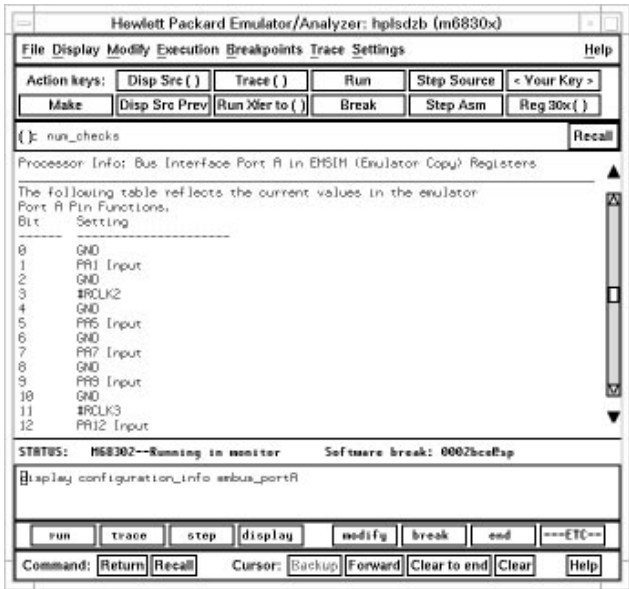 Hewlett Packard Emulator/Analyzer: hplsdzb (m6830x)
File Display Modify Execution Breakpoints Trace Settings Help
Action keys: Disp Src ( ) Trace ( ) Run Step Source < Your Key >
Make Disp Src Prev Run Xfer to ( ) Break Step Asm Reg 30x ( )
( ): num_checks Recall
Processor Info: Bus Interface Port A in EMSIM (Emulator Copy) Registers
The following table reflects the current values in the emulator
Port A Pin Functions.
Bit Setting
------ ----------------------
0 GND
1 PA1 Input
2 GND
3 #RCLK2
4 GND
5 PA5 Input
6 GND
7 PA7 Input
8 GND
9 PA9 Input
10 GND
11 #RCLK3
12 PA12 Input
STATUS: M68302--Running in monitor Software break:
display configuration_info embus_portA
run trace step display modify break end ---ETC--
Command: Return Recall Cursor: Backup Forward Clear to end Clear Help